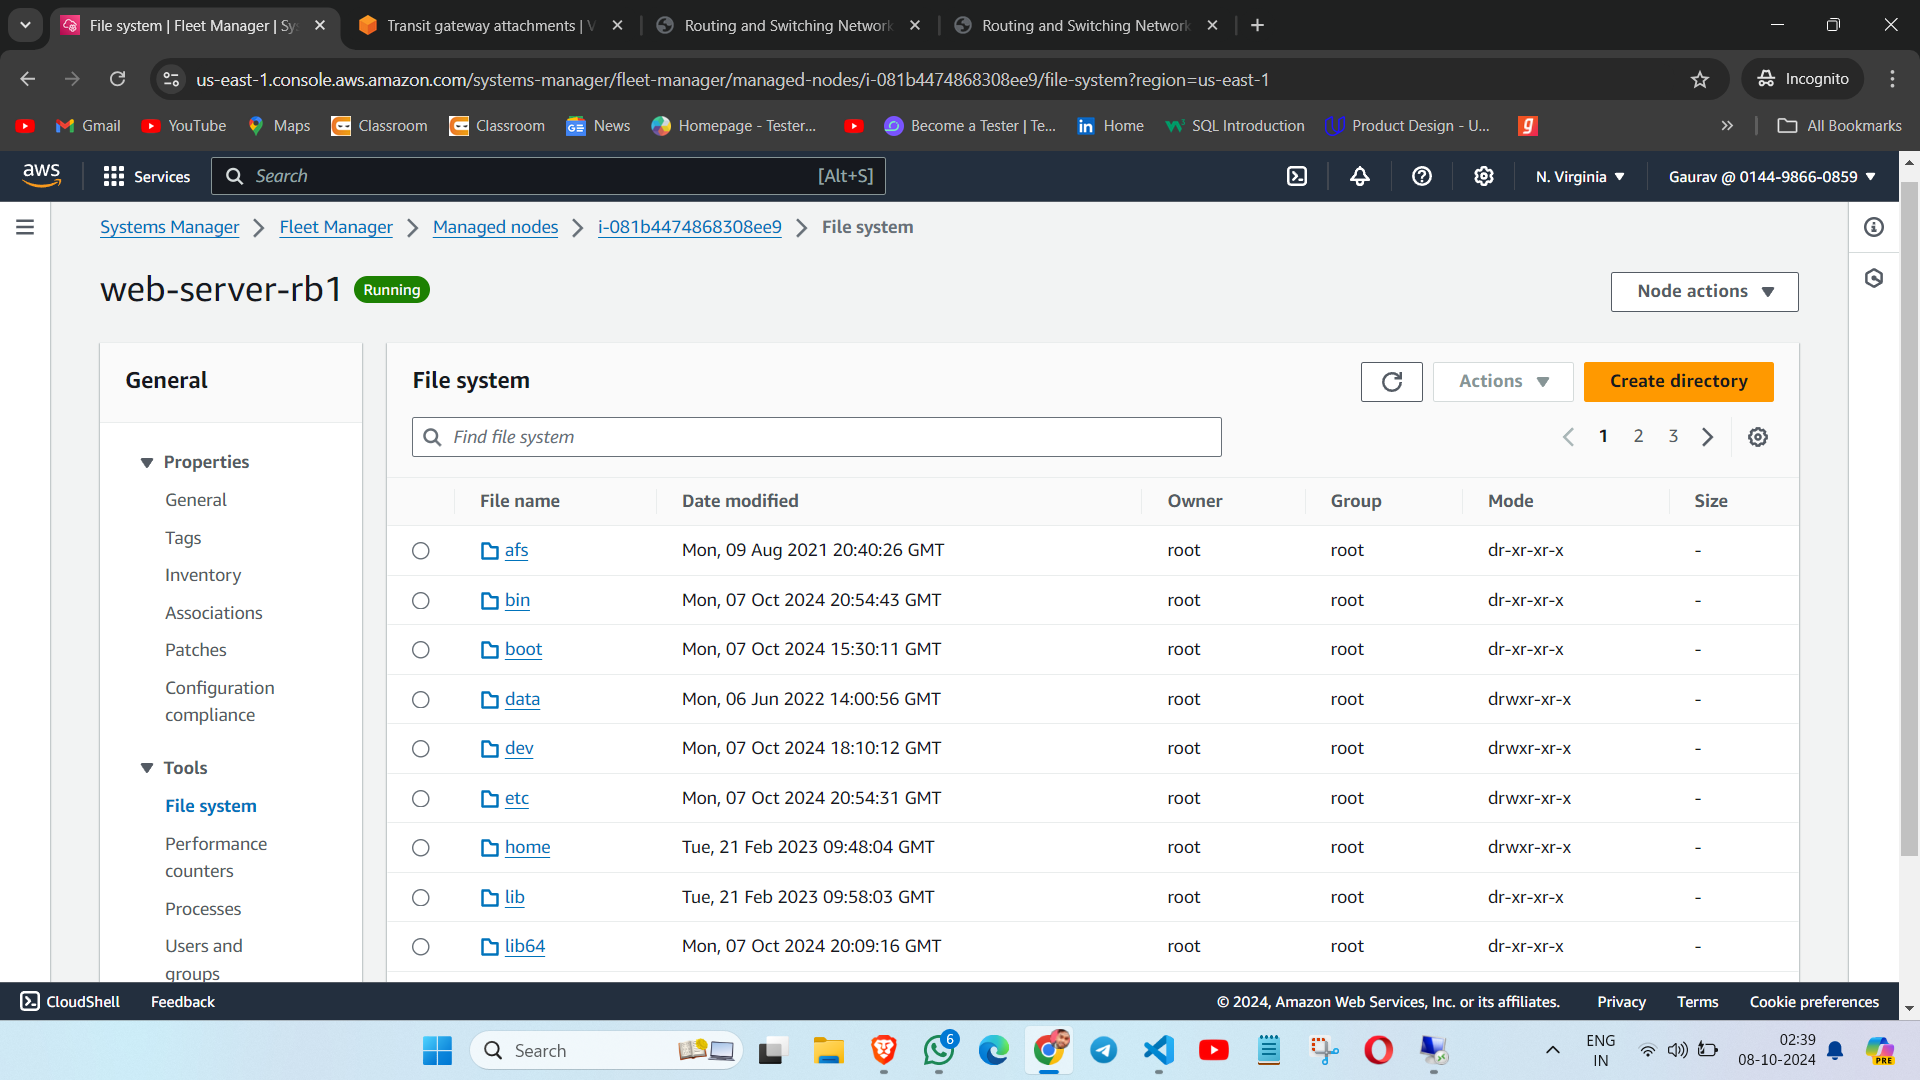 File system | Fleet Manager | Sy
Transit gateway attachments | V
Routing and Switching Network
Routing and Switching Network
us-east-1.console.aws.amazon.com/systems-manager/fleet-manager/managed-nodes/i-081b4474868308ee9/file-system?region=us-east-1
Incognito
Gmail
YouTube
Maps
Classroom
Classroom
News
Homepage - Tester...
Become a Tester | Te...
Home
SQL Introduction
Product Design - U...
All Bookmarks
aws
Services
Search
[Alt+S]
N. Virginia
Gaurav @ 0144-9866-0859
Systems Manager
Fleet Manager
Managed nodes
i-081b4474868308ee9
File system
web-server-rb1
Running
Node actions
General
Properties
General
Tags
Inventory
Associations
Patches
Configuration
compliance
Tools
File system
Performance
counters
Processes
Users and
groups
File system
Actions
Create directory
Find file system
1 2 3
File name Date modified Owner Group Mode Size
afs Mon, 09 Aug 2021 20:40:26 GMT root root dr-xr-xr-x -
bin Mon, 07 Oct 2024 20:54:43 GMT root root dr-xr-xr-x -
boot Mon, 07 Oct 2024 15:30:11 GMT root root dr-xr-xr-x -
data Mon, 06 Jun 2022 14:00:56 GMT root root drwxr-xr-x -
dev Mon, 07 Oct 2024 18:10:12 GMT root root drwxr-xr-x -
etc Mon, 07 Oct 2024 20:54:31 GMT root root drwxr-xr-x -
home Tue, 21 Feb 2023 09:48:04 GMT root root drwxr-xr-x -
lib Tue, 21 Feb 2023 09:58:03 GMT root root dr-xr-xr-x -
lib64 Mon, 07 Oct 2024 20:09:16 GMT root root dr-xr-xr-x -
CloudShell
Feedback
© 2024, Amazon Web Services, Inc. or its affiliates.
Privacy
Terms
Cookie preferences
Search
6
ENG
IN
02:39
08-10-2024
PRE